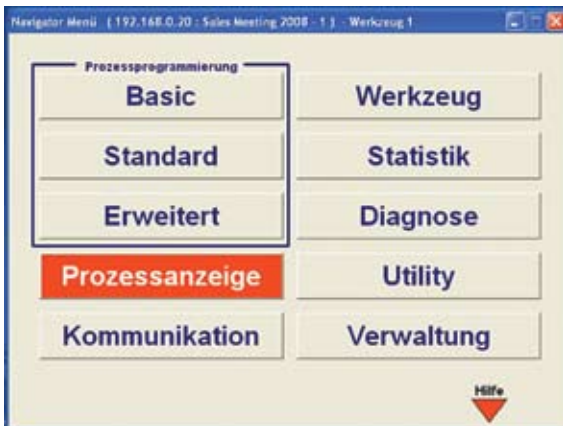 Navigator Menü ( 192.168.0.20 : Sales Meeting 2008 - 1 ) - Werkzeug 1
Prozessprogrammierung
Basic
Standard
Erweitert
Prozessanzeige
Kommunikation
Werkzeug
Statistik
Diagnose
Utility
Verwaltung
Hilfe